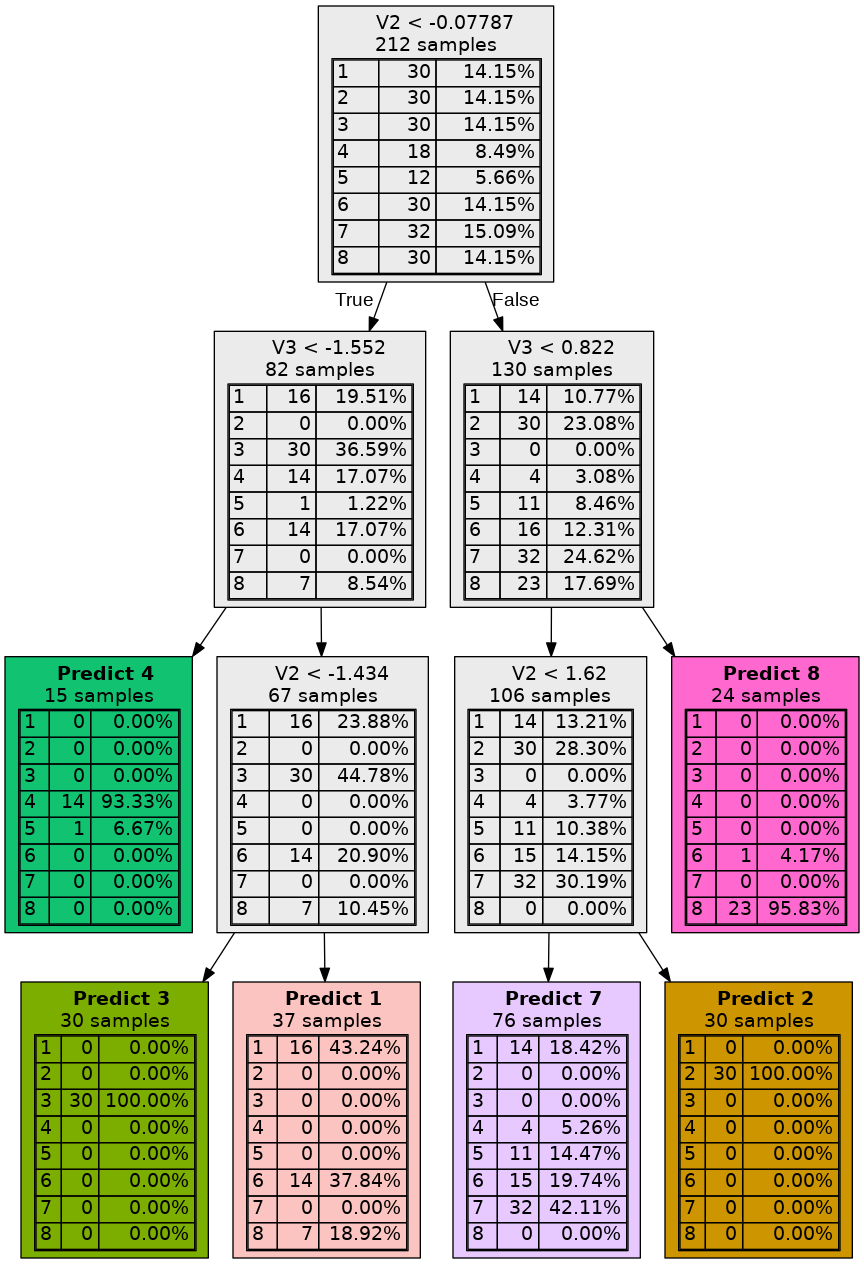 V2 < -0.07787
212 samples
1 30 14.15%
2 30 14.15%
3 30 14.15%
4 18 8.49%
5 12 5.66%
6 30 14.15%
7 32 15.09%
8 30 14.15%
True
False
V3 < -1.552
82 samples
1 16 19.51%
2 0 0.00%
3 30 36.59%
4 14 17.07%
5 1 1.22%
6 14 17.07%
7 0 0.00%
8 7 8.54%
V3 < 0.822
130 samples
1 14 10.77%
2 30 23.08%
3 0 0.00%
4 4 3.08%
5 11 8.46%
6 16 12.31%
7 32 24.62%
8 23 17.69%
Predict 4
15 samples
1 0 0.00%
2 0 0.00%
3 0 0.00%
4 14 93.33%
5 1 6.67%
6 0 0.00%
7 0 0.00%
8 0 0.00%
V2 < -1.434
67 samples
1 16 23.88%
2 0 0.00%
3 30 44.78%
4 0 0.00%
5 0 0.00%
6 14 20.90%
7 0 0.00%
8 7 10.45%
V2 < 1.62
106 samples
1 14 13.21%
2 30 28.30%
3 0 0.00%
4 4 3.77%
5 11 10.38%
6 15 14.15%
7 32 30.19%
8 0 0.00%
Predict 8
24 samples
1 0 0.00%
2 0 0.00%
3 0 0.00%
4 0 0.00%
5 0 0.00%
6 1 4.17%
7 0 0.00%
8 23 95.83%
Predict 3
30 samples
1 0 0.00%
2 0 0.00%
3 30 100.00%
4 0 0.00%
5 0 0.00%
6 0 0.00%
7 0 0.00%
8 0 0.00%
Predict 1
37 samples
1 16 43.24%
2 0 0.00%
3 0 0.00%
4 0 0.00%
5 0 0.00%
6 14 37.84%
7 0 0.00%
8 7 18.92%
Predict 7
76 samples
1 14 18.42%
2 0 0.00%
3 0 0.00%
4 4 5.26%
5 11 14.47%
6 15 19.74%
7 32 42.11%
8 0 0.00%
Predict 2
30 samples
1 0 0.00%
2 30 100.00%
3 0 0.00%
4 0 0.00%
5 0 0.00%
6 0 0.00%
7 0 0.00%
8 0 0.00%